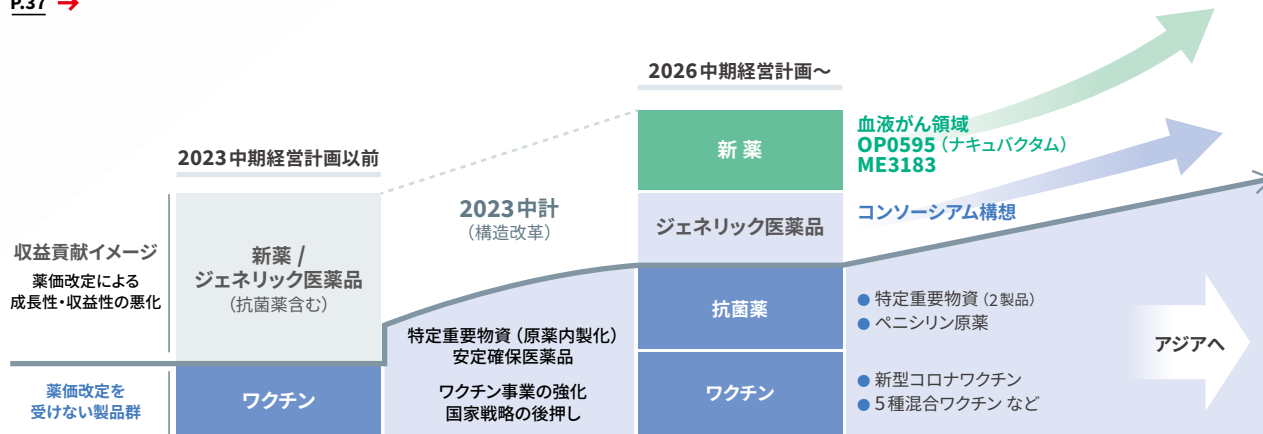 P.37
2023中期経営計画以前
収益貢献イメージ
薬価改定による
成長性・収益性の悪化
薬価改定を
受けない製品群
新薬 /
ジェネリック医薬品
(抗菌薬含む)
ワクチン
2023中計
(構造改革)
特定重要物資(原薬内製化)
安定確保医薬品
ワクチン事業の強化
国家戦略の後押し
2026中期経営計画～
新 薬
ジェネリック医薬品
抗菌薬
ワクチン
血液がん領域
OP0595(ナキュバクタム)
ME3183
コンソーシアム構想
● 特定重要物資(2製品)
● ペニシリン原薬
● 新型コロナワクチン
● 5種混合ワクチン など
アジアへ